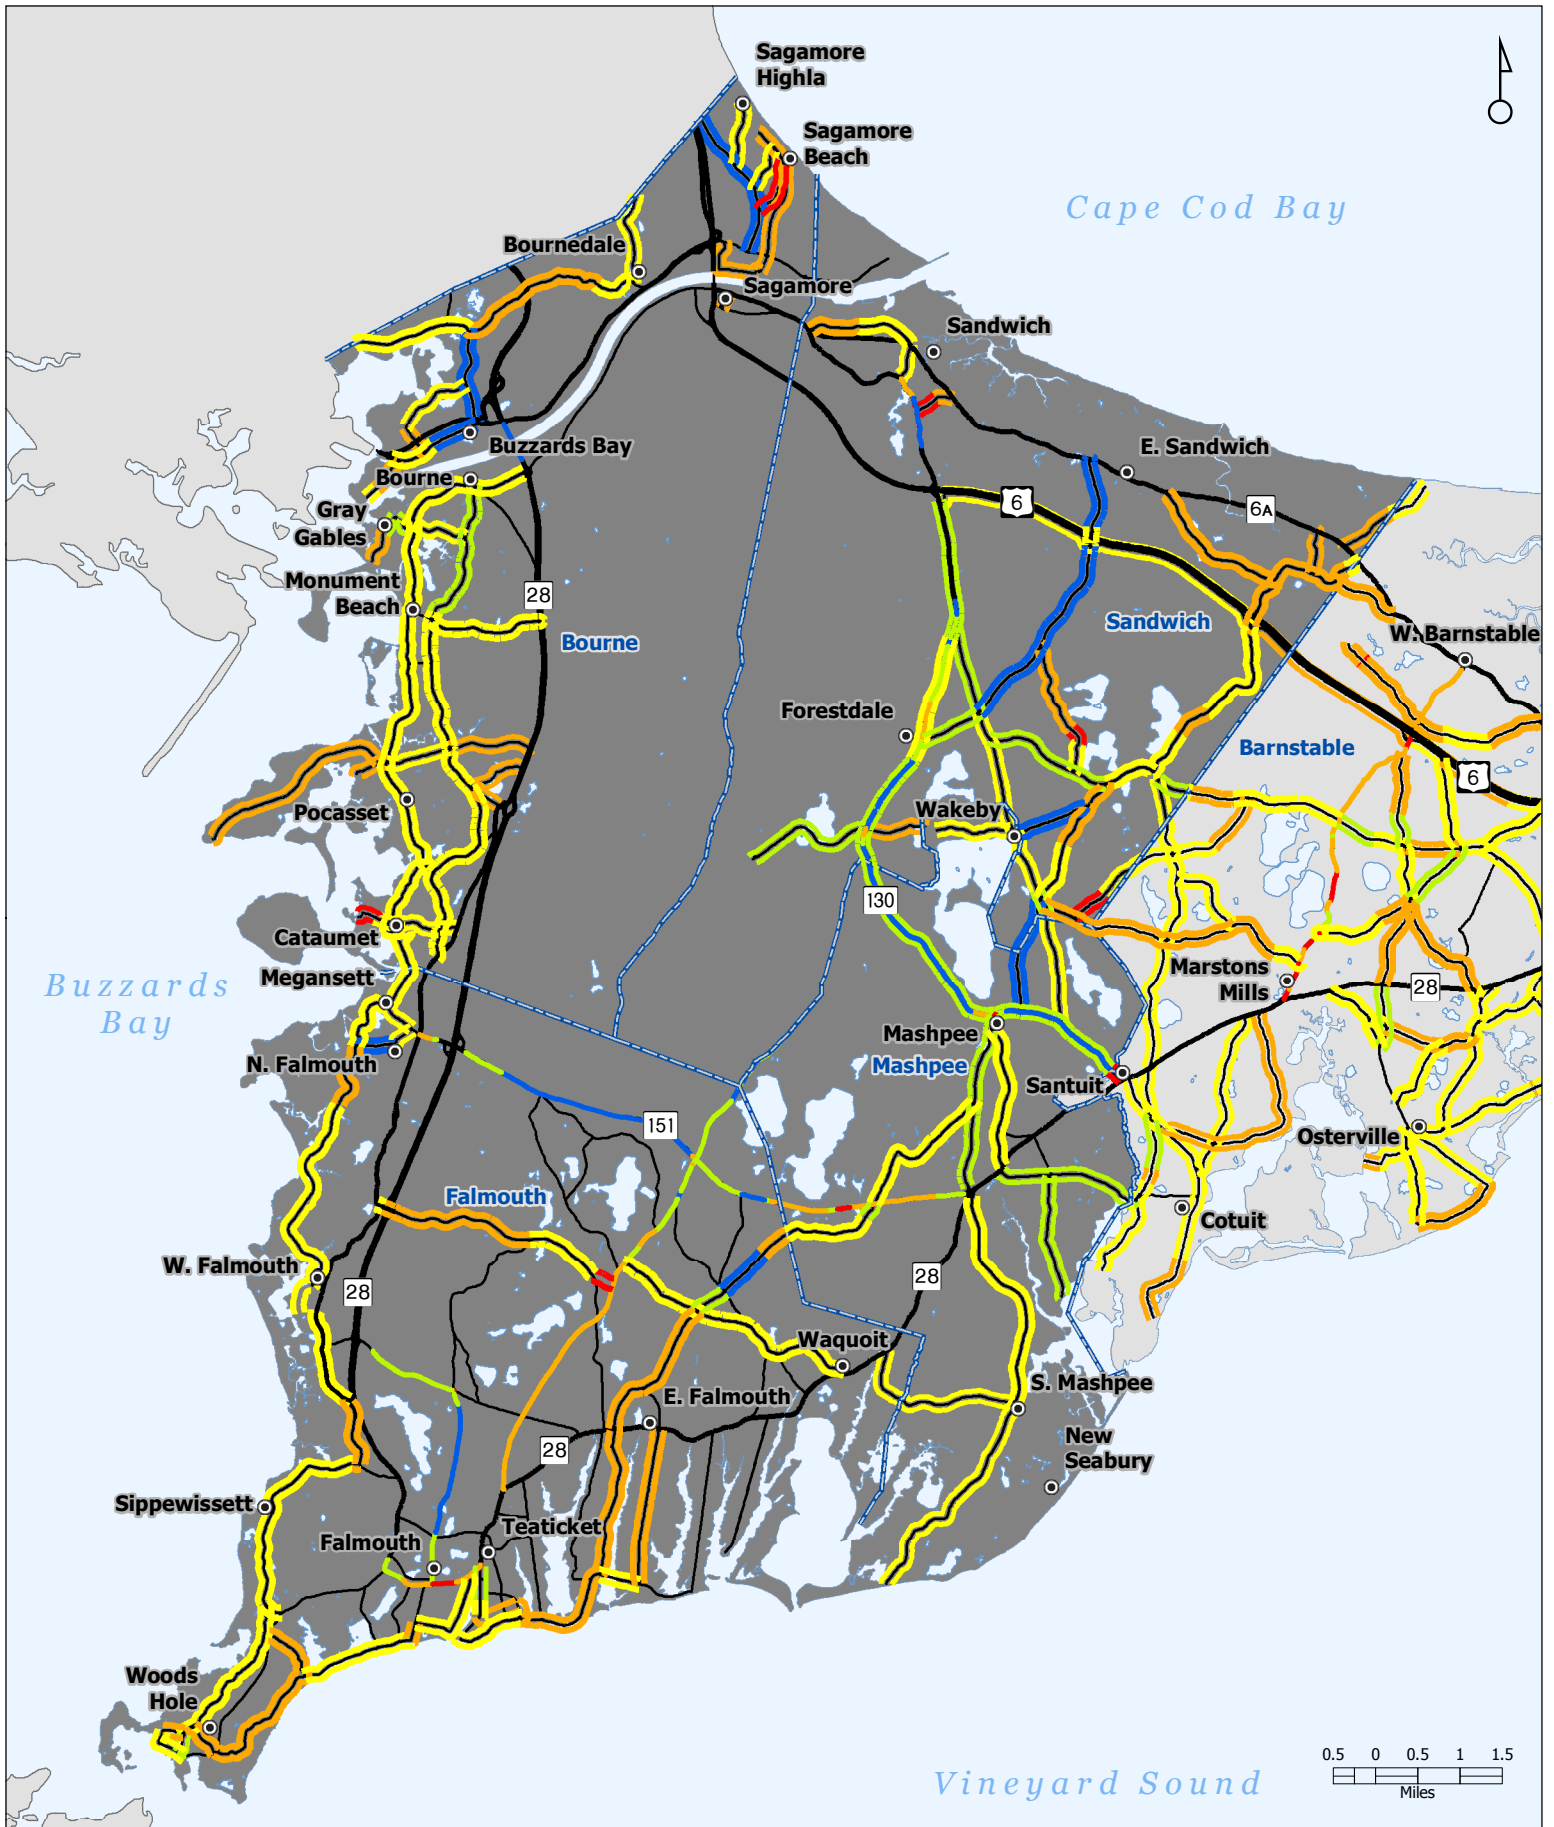 Sagamore
Highla
Sagamore
Beach
Cape Cod Bay
Bournedale
Sagamore
Sandwich
E. Sandwich
Buzzards Bay
Bourne
6
6A
Gray
Gables
Monument
Beach
28
Bourne
Sandwich
W. Barnstable
Forestdale
Barnstable
6
Pocasset
Wakeby
130
Cataumet
Megansett
Marstons
Mills
28
Buzzards
Bay
Mashpee
Mashpee
N. Falmouth
Santuit
151
Osterville
Falmouth
Cotuit
W. Falmouth
28
28
Waquoit
S. Mashpee
E. Falmouth
New
Seabury
28
Sippewissett
Teaticket
Falmouth
Woods
Hole
Vineyard Sound
0.5 0 0.5 1 1.5
Miles